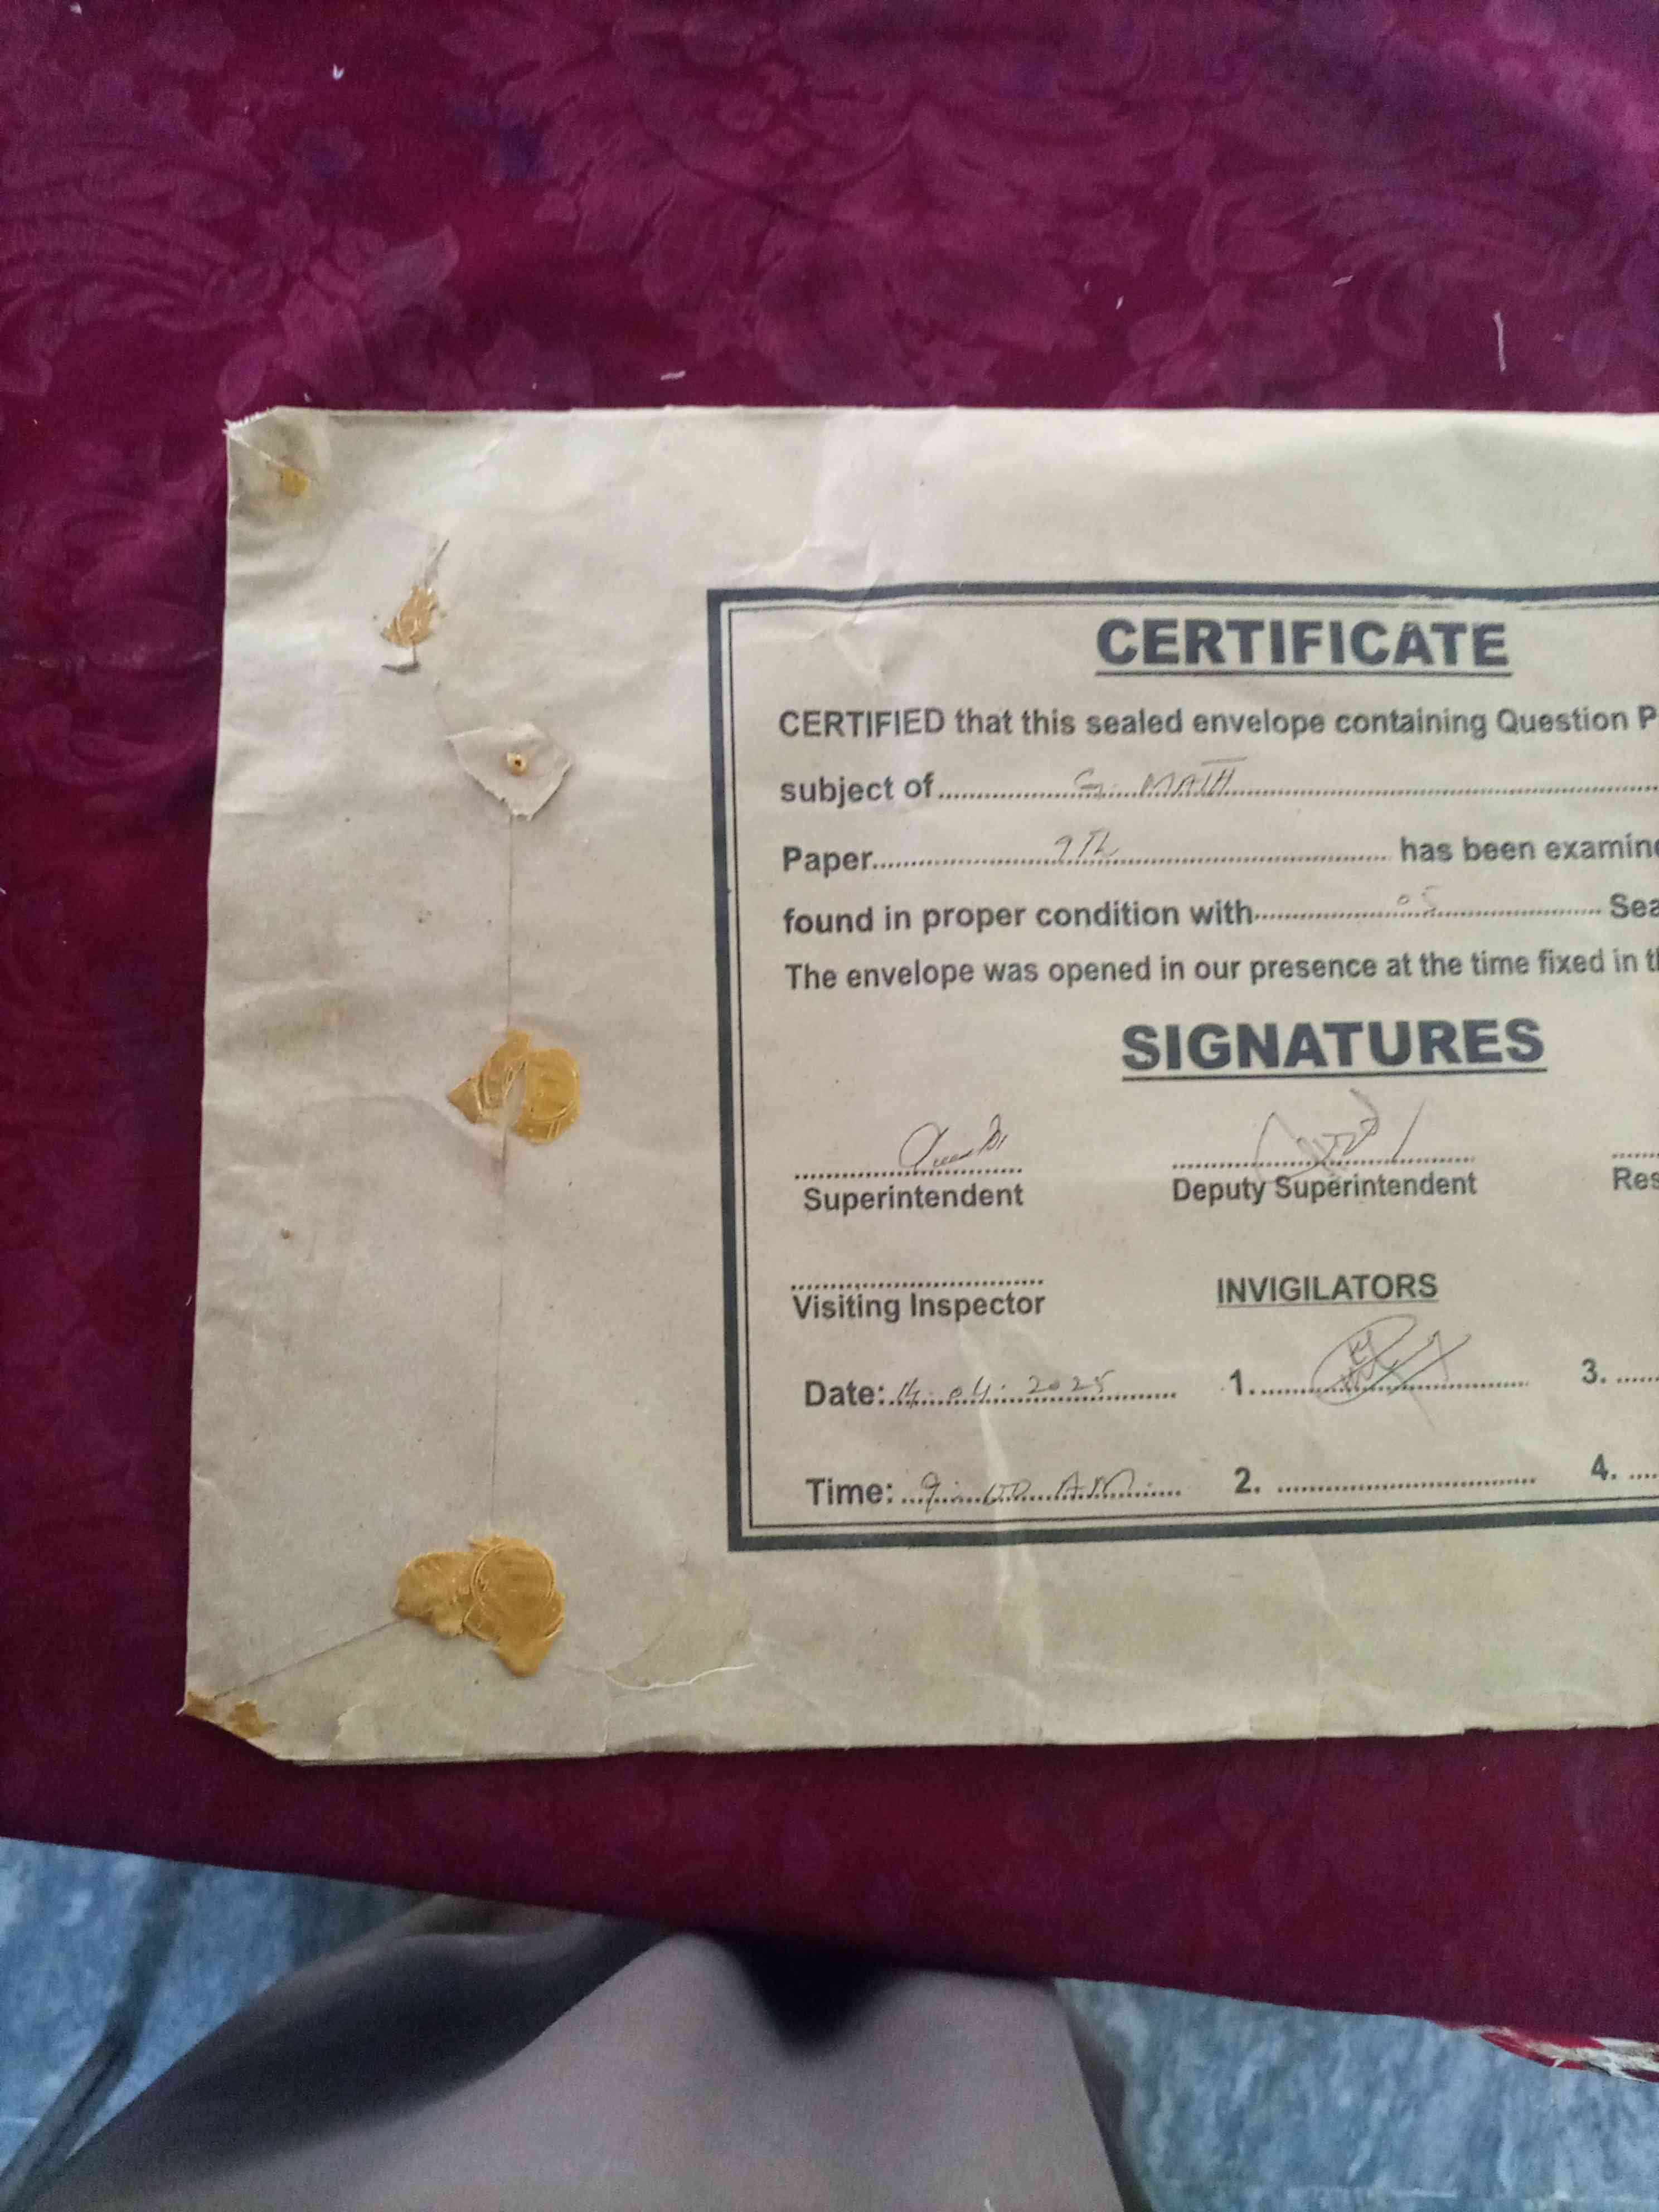 CERTIFICATE
CERTIFIED that this sealed envelope containing Question P
subject of G. MATH
Paper 9th has been examine
found in proper condition with 05 Sea
The envelope was opened in our presence at the time fixed in th
SIGNATURES
Superintendent Deputy Superintendent Res
Visiting Inspector INVIGILATORS
Date: 14.04.2025 1. 3.
Time: 9:00 AM 2. 4.